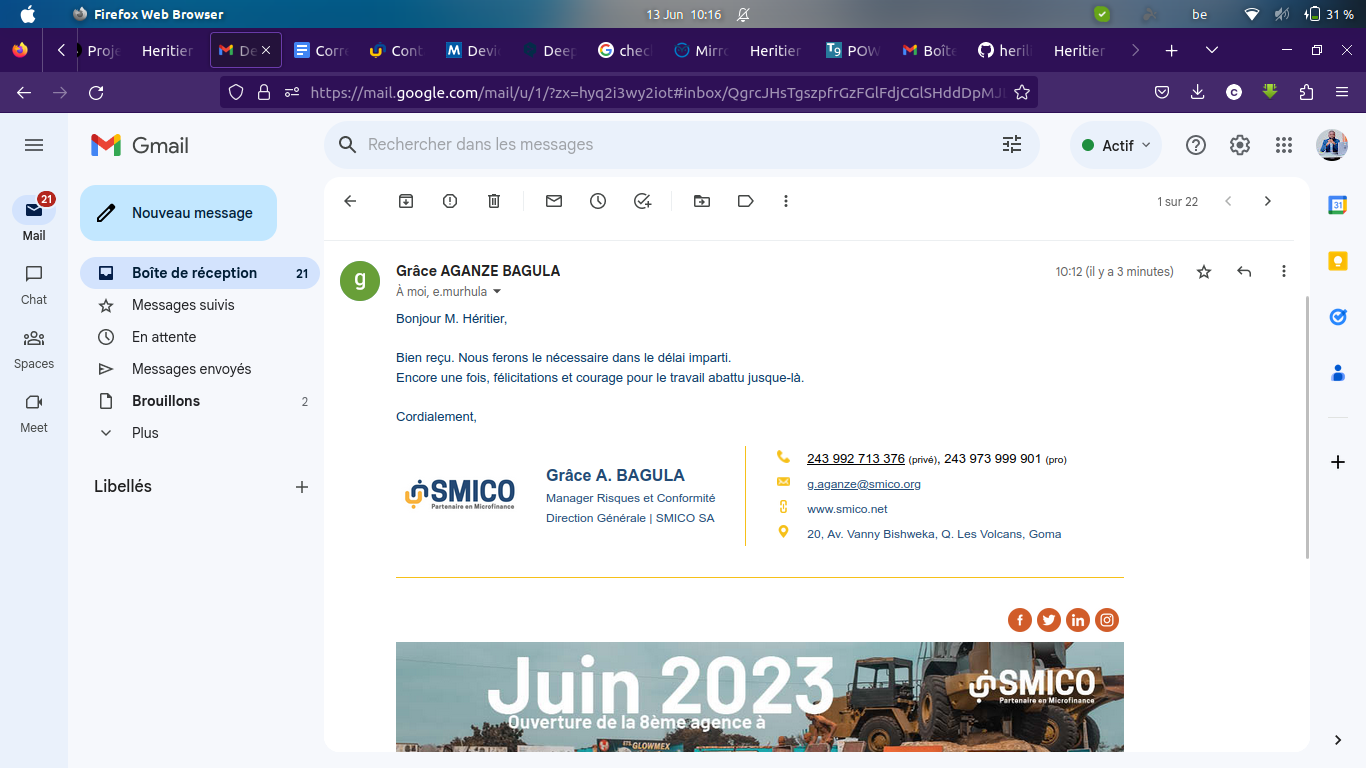 Firefox Web Browser
13 Jun 10:16
be
31 %
Proje
Heritier
De
Corre
Cont
Devic
Deep
chec
Mirro
Heritier
POW
Boîte
heril
Heritier
https://mail.google.com/mail/u/1/?zx=hyq2i3wy2iot#inbox/QgrcJHsTgszpfrGzFGlFdjCGlSHddDpMJ
Gmail
Rechercher dans les messages
Actif
21
Mail
Chat
Spaces
Meet
Nouveau message
Boîte de réception 21
Messages suivis
En attente
Messages envoyés
Brouillons 2
Plus
Libellés
1 sur 22
g
Grâce AGANZE BAGULA
10:12 (il y a 3 minutes)
À moi, e.murhula
Bonjour M. Héritier,
Bien reçu. Nous ferons le nécessaire dans le délai imparti.
Encore une fois, félicitations et courage pour le travail abattu jusque-là.
Cordialement,
SMICO
Partenaire en Microfinance
Grâce A. BAGULA
Manager Risques et Conformité
Direction Générale | SMICO SA
243 992 713 376 (privé), 243 973 999 901 (pro)
g.aganze@smico.org
www.smico.net
20, Av. Vanny Bishweka, Q. Les Volcans, Goma
Juin 2023
Ouverture de la 8ème agence à
SMICO
Partenaire en Microfinance
ETS GLOWMEX
31